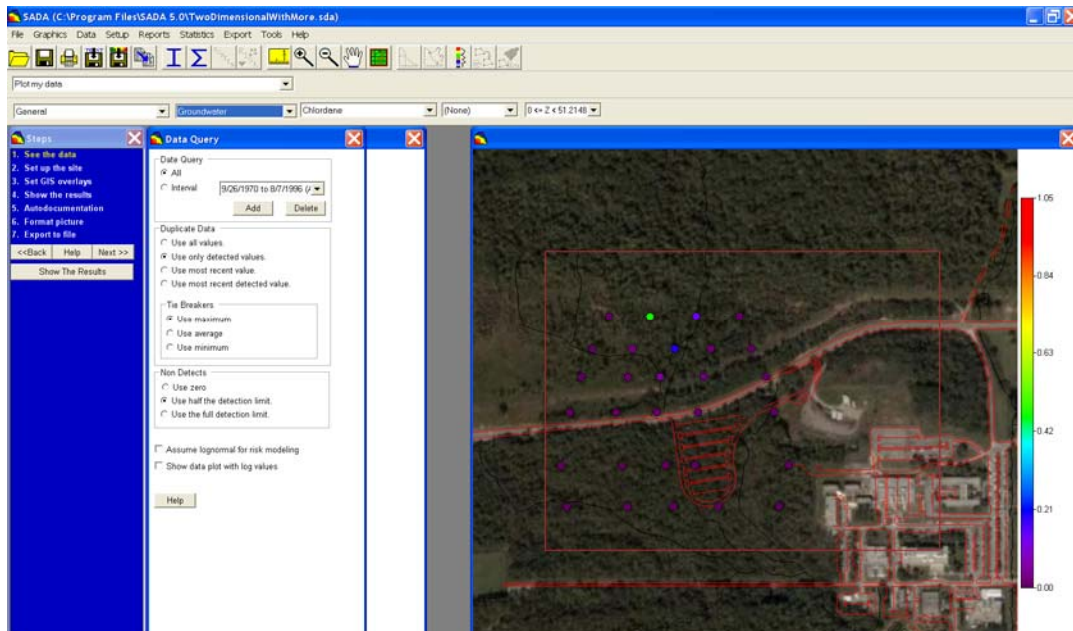 SADA (C:\Program Files\SADA 5.0\TwoDimensionalWithMore.sda)
File Graphics Data Setup Reports Statistics Export Tools Help
Plot my data
General Groundwater Chlordane (None) 0 <= Z < 51.2148
Steps
1. See the data
2. Set up the site
3. Set GIS overlays
4. Show the results
5. Autodocumentation
6. Format picture
7. Export to file
<<Back Help Next >>
Show The Results
Data Query
Date Query
All
Interval 9/26/1970 to 8/7/1996 (A
Add Delete
Duplicate Data
Use all values.
Use only detected values.
Use most recent value.
Use most recent detected value.
Tie Breakers
Use maximum
Use average
Use minimum
Non Detects
Use zero
Use half the detection limit.
Use the full detection limit.
Assume lognormal for risk modeling
Show data plot with log values
Help
1.05
0.84
0.63
0.42
0.21
0.00